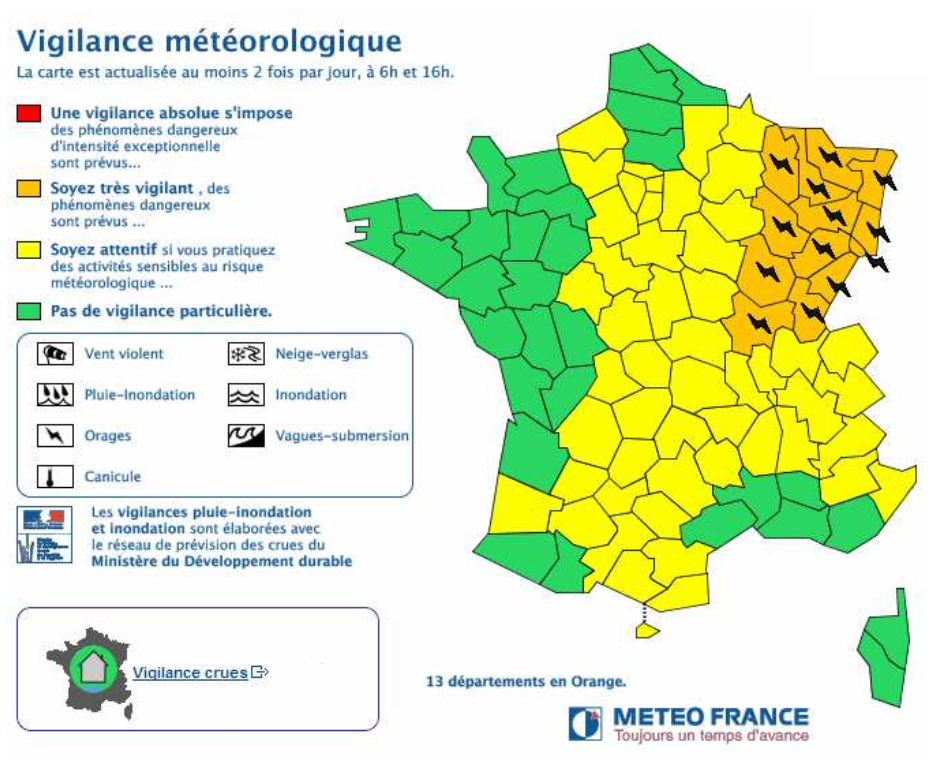 Vigilance météorologique
La carte est actualisée au moins 2 fois par jour, à 6h et 16h.
Une vigilance absolue s'impose
des phénomènes dangereux
d'intensité exceptionnelle
sont prévus...
Soyez très vigilant , des
phénomènes dangereux
sont prévus ...
Soyez attentif si vous pratiquez
des activités sensibles au risque
météorologique ...
Pas de vigilance particulière.
Vent violent
Neige-verglas
Pluie-Inondation
Inondation
Orages
Vagues-submersion
Canicule
Les vigilances pluie-inondation
et inondation sont élaborées avec
le réseau de prévision des crues du
Ministère du Développement durable
Vigilance crues
13 départements en Orange.
METEO FRANCE
Toujours un temps d'avance